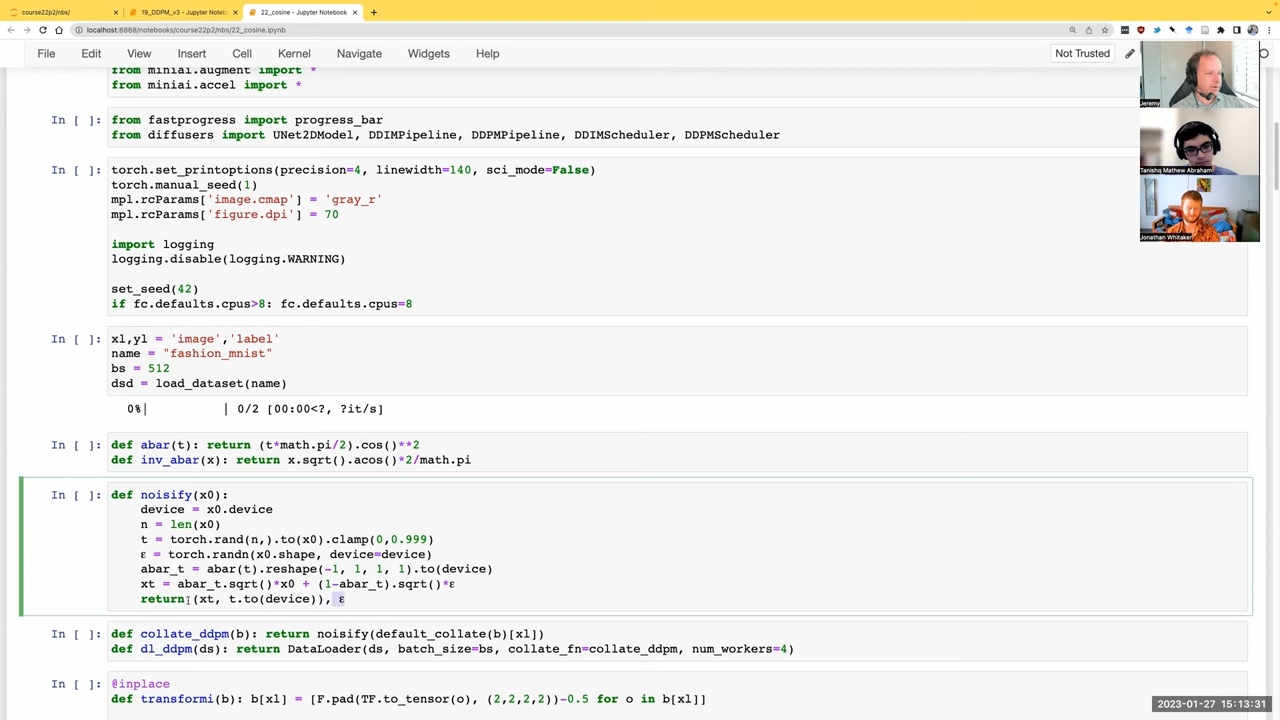 course22p2/nbs/
19_DDPM_v3 - Jupyter Noteb
22_cosine - Jupyter Notebook
localhost:8888/notebooks/course22p2/nbs/22_cosine.ipynb
File Edit View Insert Cell Kernel Navigate Widgets Help
Not Trusted
from miniai.augment import *
from miniai.accel import *
In [ ]: from fastprogress import progress_bar
from diffusers import UNet2DModel, DDIMPipeline, DDPMPipeline, DDIMScheduler, DDPMScheduler
In [ ]: torch.set_printoptions(precision=4, linewidth=140, sci_mode=False)
torch.manual_seed(1)
mpl.rcParams['image.cmap'] = 'gray_r'
mpl.rcParams['figure.dpi'] = 70
import logging
logging.disable(logging.WARNING)
set_seed(42)
if fc.defaults.cpus>8: fc.defaults.cpus=8
In [ ]: xl,yl = 'image','label'
name = "fashion_mnist"
bs = 512
dsd = load_dataset(name)
0%| | 0/2 [00:00<?, ?it/s]
In [ ]: def abar(t): return (t*math.pi/2).cos()**2
def inv_abar(x): return x.sqrt().acos()*2/math.pi
In [ ]: def noisify(x0):
device = x0.device
n = len(x0)
t = torch.rand(n,).to(x0).clamp(0,0.999)
ε = torch.randn(x0.shape, device=device)
abar_t = abar(t).reshape(-1, 1, 1, 1).to(device)
xt = abar_t.sqrt()*x0 + (1-abar_t).sqrt()*ε
return (xt, t.to(device)), ε
In [ ]: def collate_ddpm(b): return noisify(default_collate(b)[xl])
def dl_ddpm(ds): return DataLoader(ds, batch_size=bs, collate_fn=collate_ddpm, num_workers=4)
In [ ]: @inplace
def transformi(b): b[xl] = [F.pad(TF.to_tensor(o), (2,2,2,2))-0.5 for o in b[xl]]
Jeremy
Tanishq Mathew Abraham
Jonathan Whitaker
2023-01-27 15:13:31